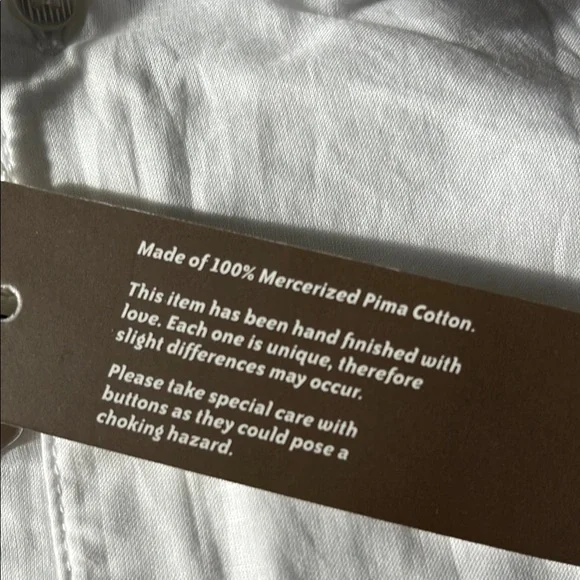 Made of 100% Mercerized Pima Cotton.
This item has been hand finished with
love. Each one is unique, therefore
slight differences may occur.
Please take special care with
buttons as they could pose a
choking hazard.